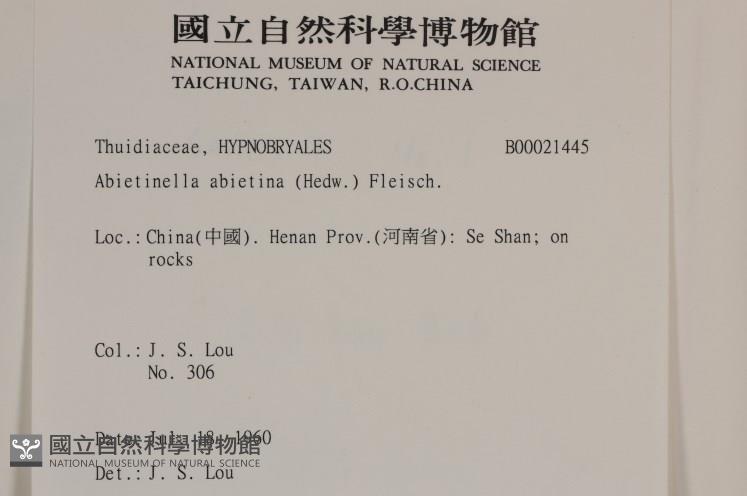 國立自然科學博物館
NATIONAL MUSEUM OF NATURAL SCIENCE
TAICHUNG, TAIWAN, R.O.CHINA
Thuidiaceae, HYPNOBRYALES B00021445
Abietinella abietina (Hedw.) Fleisch.
Loc.: China(中國). Henan Prov.(河南省): Se Shan; on
rocks
Col.: J. S. Lou
No. 306
Date: Jul. 18, 1960
國立自然科學博物館
NATIONAL MUSEUM OF NATURAL SCIENCE
Det.: J. S. Lou